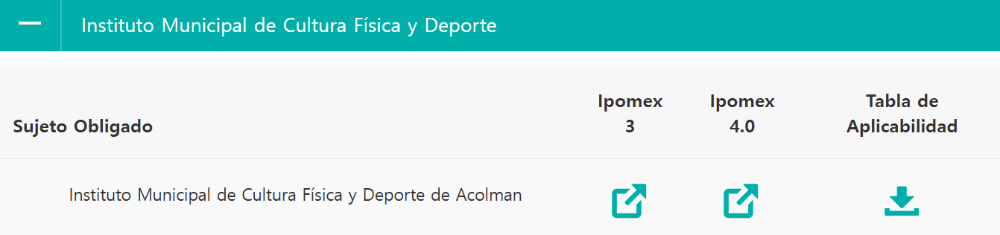 Instituto Municipal de Cultura Física y Deporte
Sujeto Obligado
Ipomex
3
Ipomex
4.0
Tabla de
Aplicabilidad
Instituto Municipal de Cultura Física y Deporte de Acolman